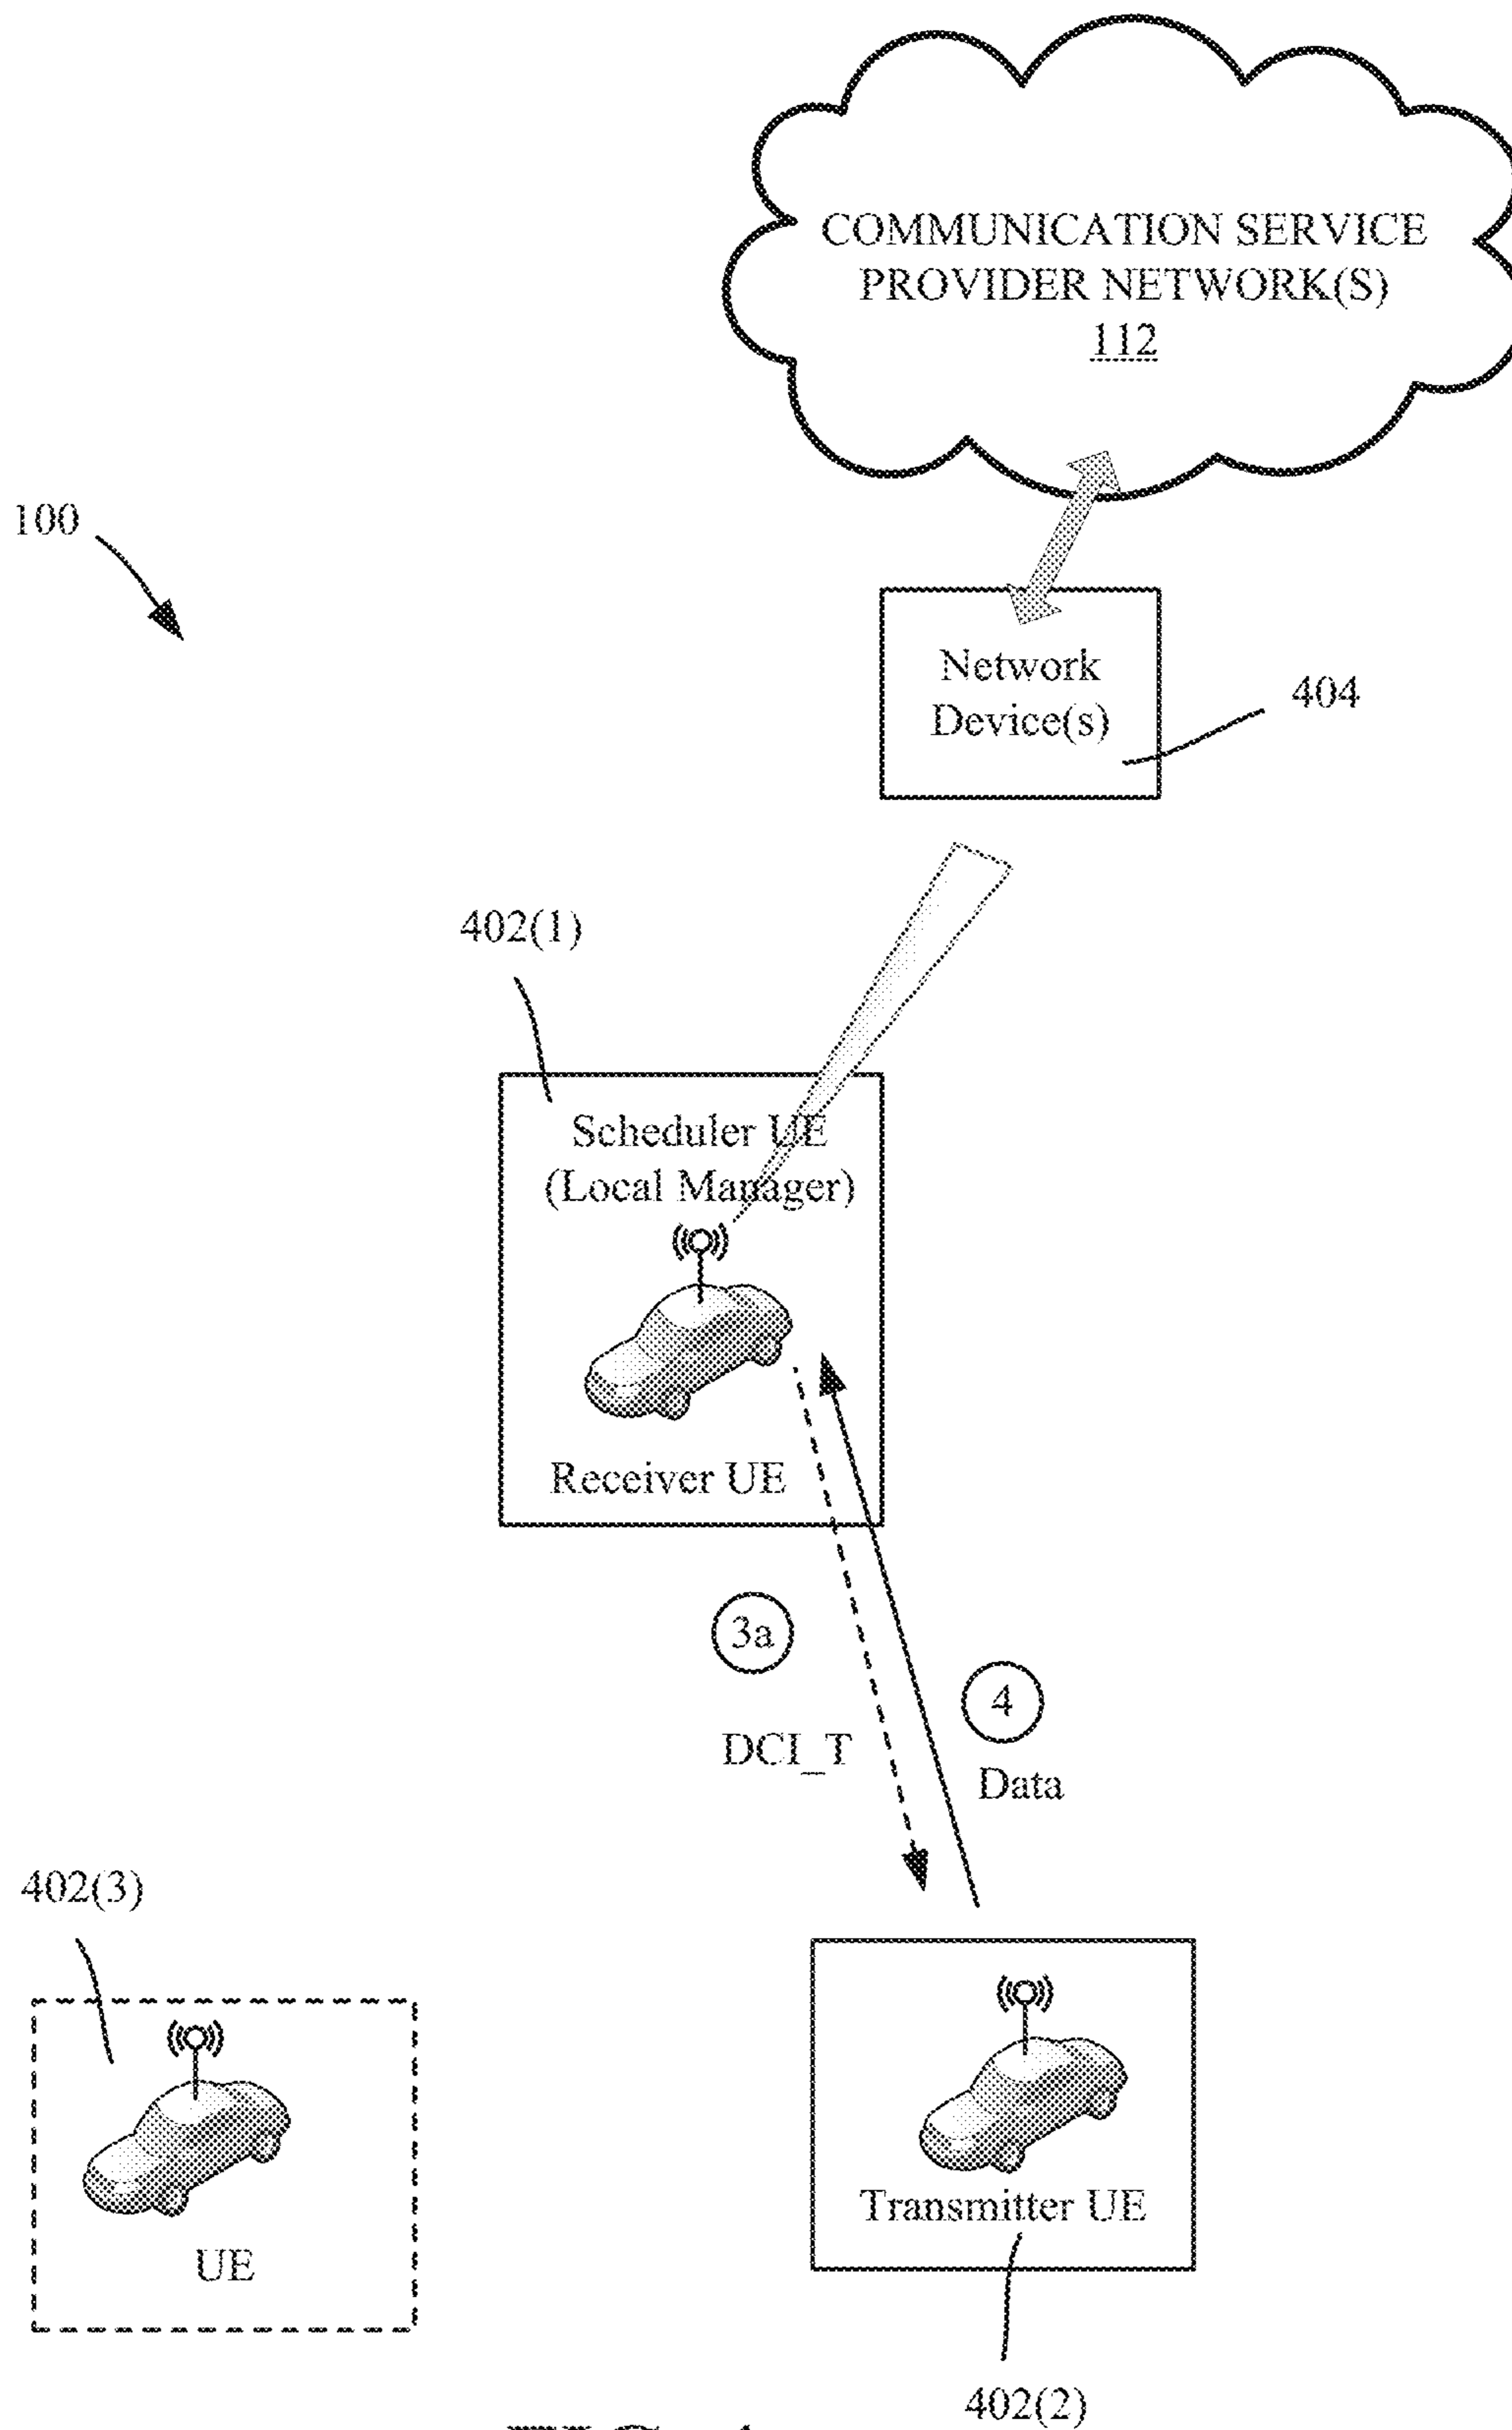 COMMUNICATION SERVICE
PROVIDER NETWORK(S)
112
100
Network
Device(s)
404
402(1)
Scheduler UE
(Local Manager)
Receiver UE
3a
4
DCI_T
Data
402(3)
UE
Transmitter UE
402(2)